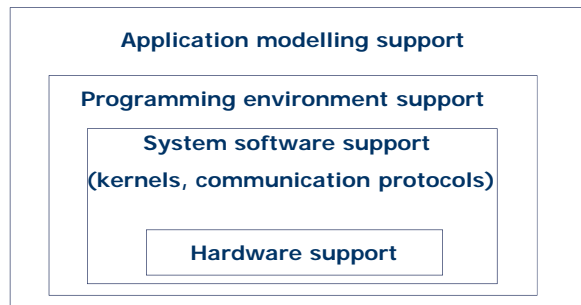 Application modelling support
Programming environment support
System software support
(kernels, communication protocols)
Hardware support